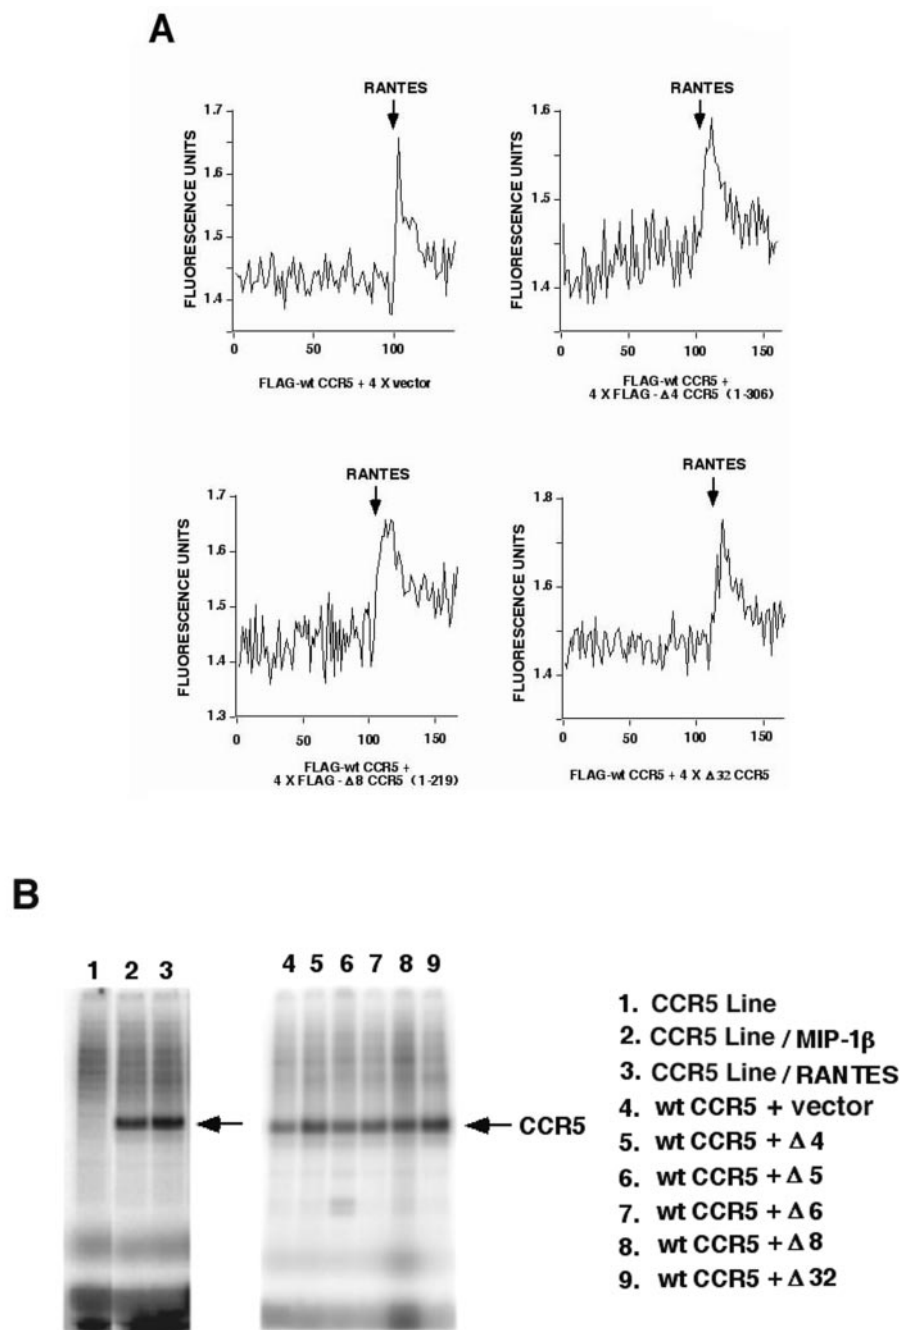 A
RANTES
1.7
1.6
1.5
1.4
FLUORESCENCE UNITS
0
50
100
FLAG-wt CCR5 + 4 X vector
RANTES
1.6
1.5
1.4
FLUORESCENCE UNITS
0
50
100
150
FLAG-wt CCR5 +
4 X FLAG - Δ4 CCR5 (1-306)
RANTES
1.7
1.6
1.5
1.4
1.3
FLUORESCENCE UNITS
0
50
100
150
FLAG-wt CCR5 +
4 X FLAG - Δ8 CCR5 (1-219)
RANTES
1.8
1.6
1.4
FLUORESCENCE UNITS
0
50
100
150
FLAG-wt CCR5 + 4 X Δ32 CCR5
B
1 2 3
4 5 6 7 8 9
CCR5
1. CCR5 Line
2. CCR5 Line / MIP-1β
3. CCR5 Line / RANTES
4. wt CCR5 + vector
5. wt CCR5 + Δ 4
6. wt CCR5 + Δ 5
7. wt CCR5 + Δ 6
8. wt CCR5 + Δ 8
9. wt CCR5 + Δ 32